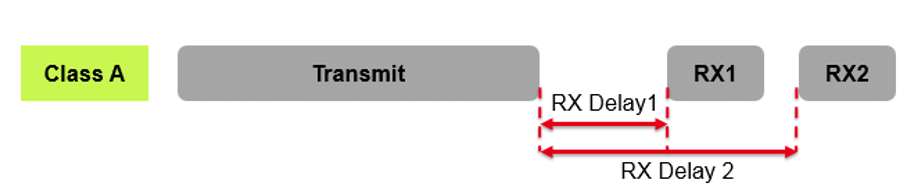 Class A
Transmit
RX1
RX2
RX Delay1
RX Delay 2